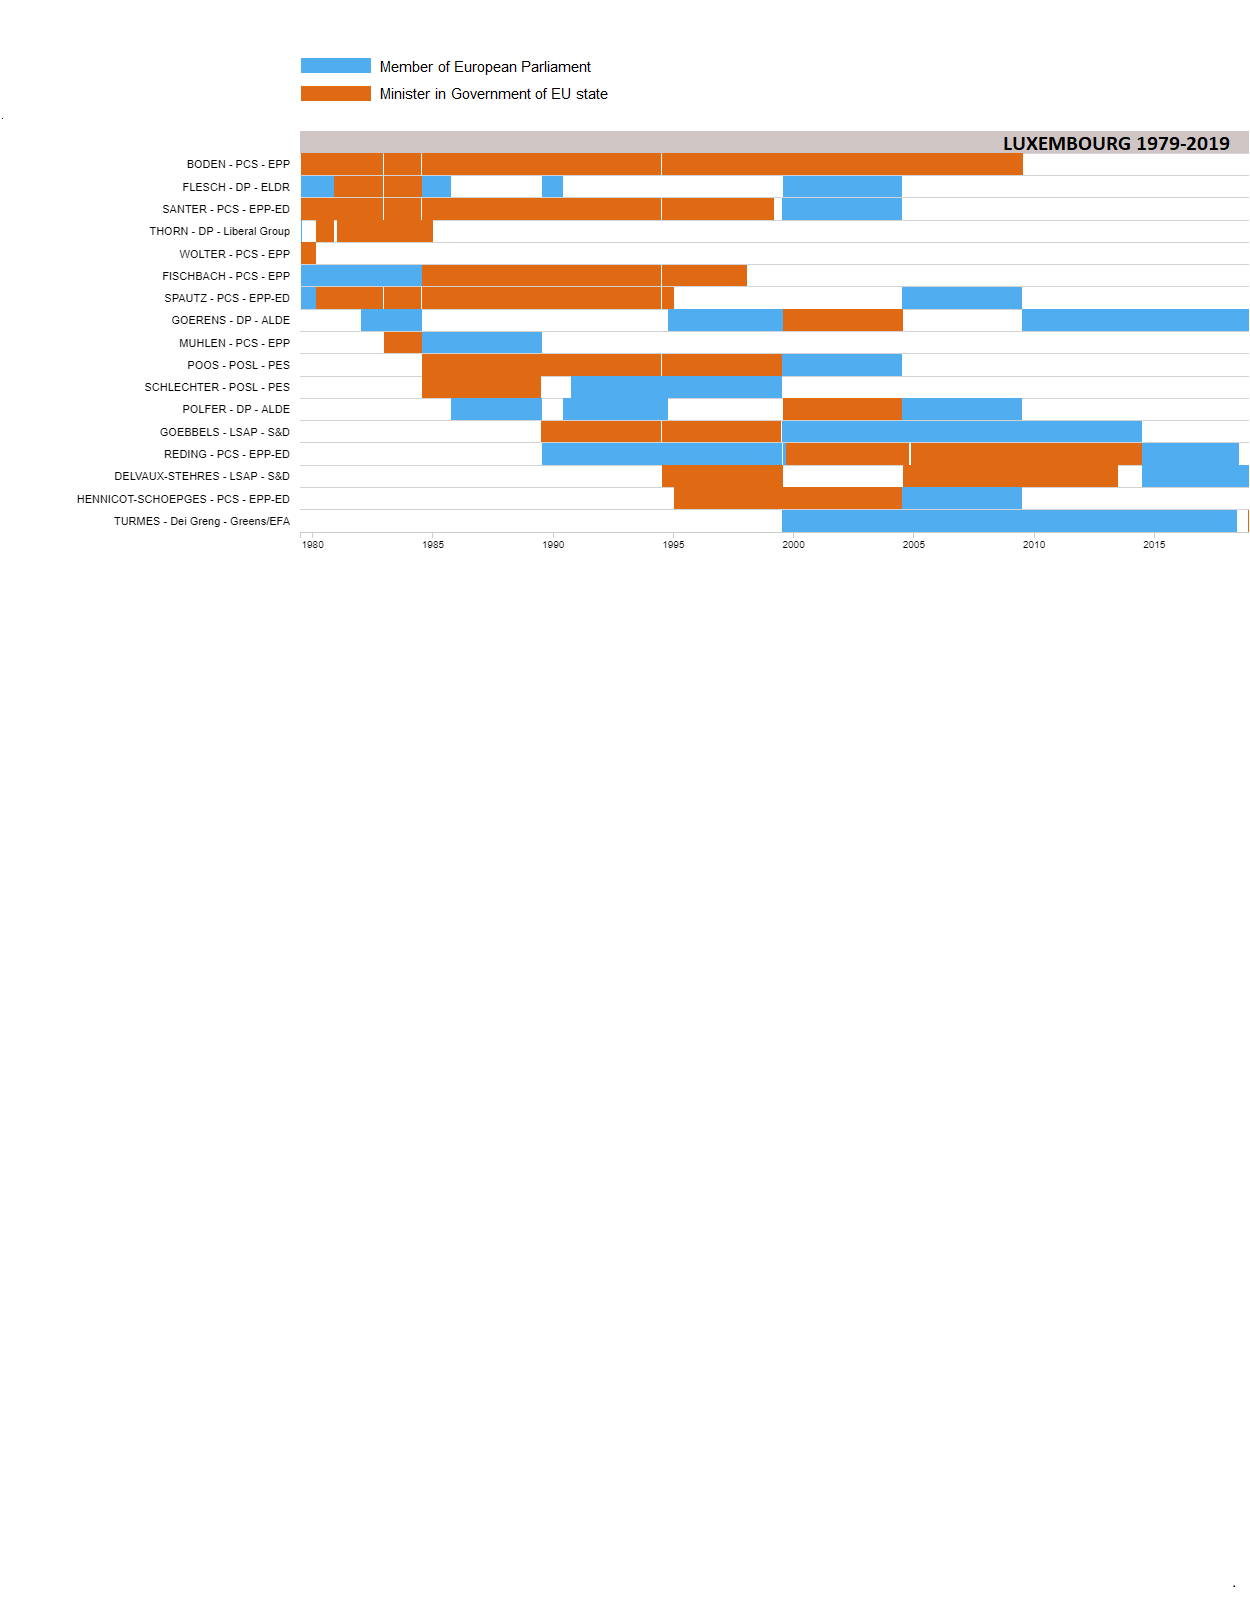 Member of European Parliament
Minister in Government of EU state
LUXEMBOURG 1979-2019
BODEN - PCS - EPP
FLESCH - DP - ELDR
SANTER - PCS - EPP-ED
THORN - DP - Liberal Group
WOLTER - PCS - EPP
FISCHBACH - PCS - EPP
SPAUTZ - PCS - EPP-ED
GOERENS - DP - ALDE
MUHLEN - PCS - EPP
POOS - POSL - PES
SCHLECHTER - POSL - PES
POLFER - DP - ALDE
GOEBBELS - LSAP - S&D
REDING - PCS - EPP-ED
DELVAUX-STEHRES - LSAP - S&D
HENNICOT-SCHOEPGES - PCS - EPP-ED
TURMES - Dei Greng - Greens/EFA
1980 1985 1990 1995 2000 2005 2010 2015